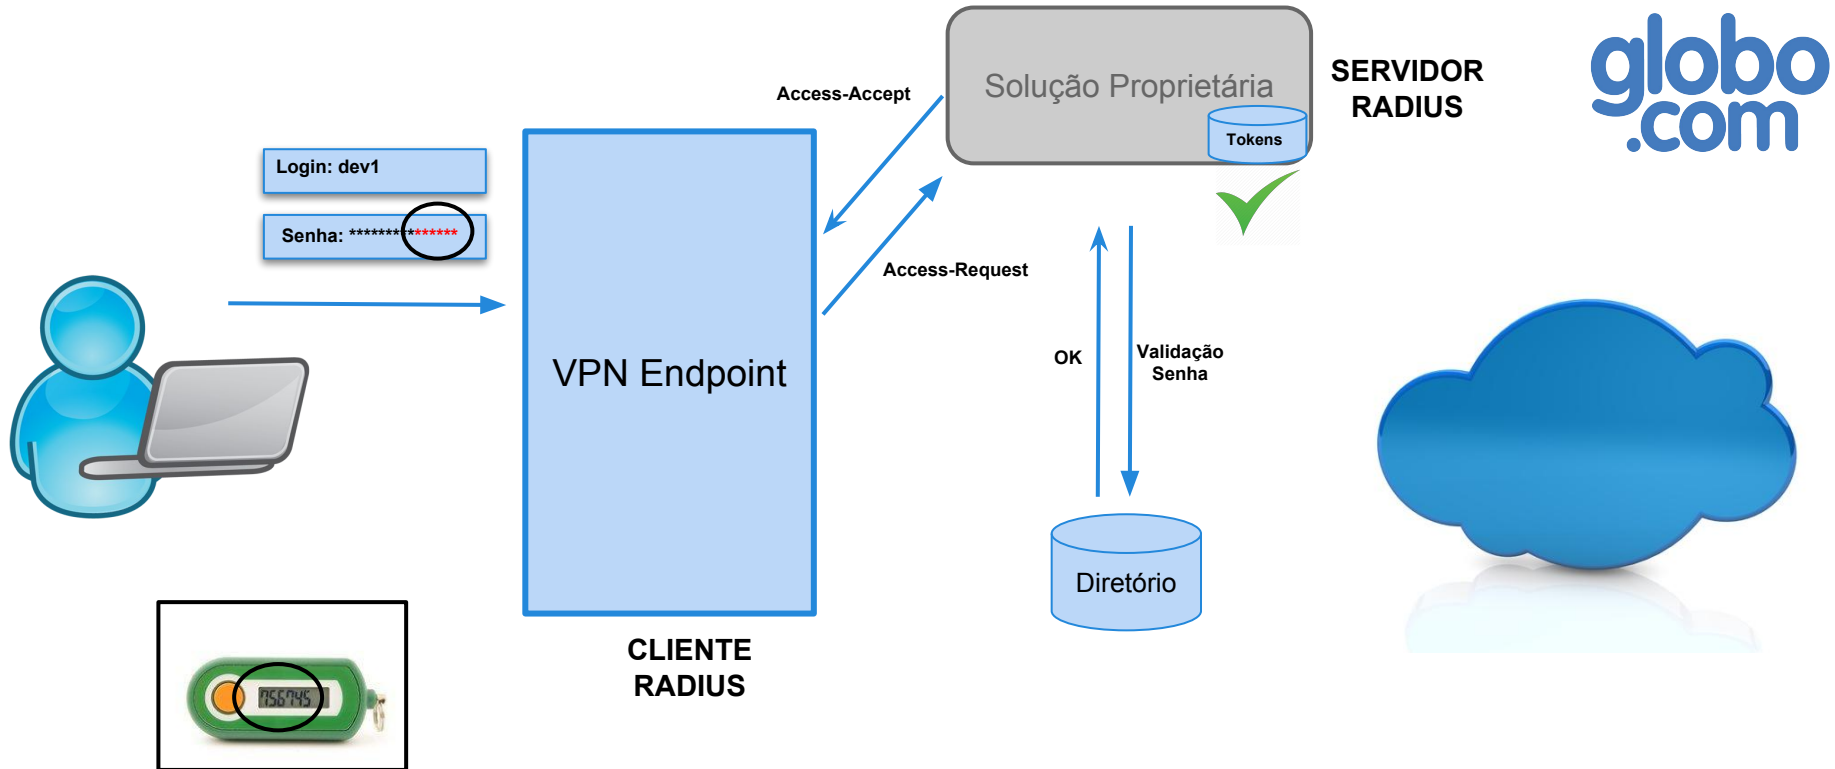 globo
.com
Solução Proprietária
SERVIDOR
RADIUS
Tokens
Access-Accept
Login: dev1
Senha: ***************
Access-Request
VPN Endpoint
OK
Validação
Senha
Diretório
CLIENTE
RADIUS
756745